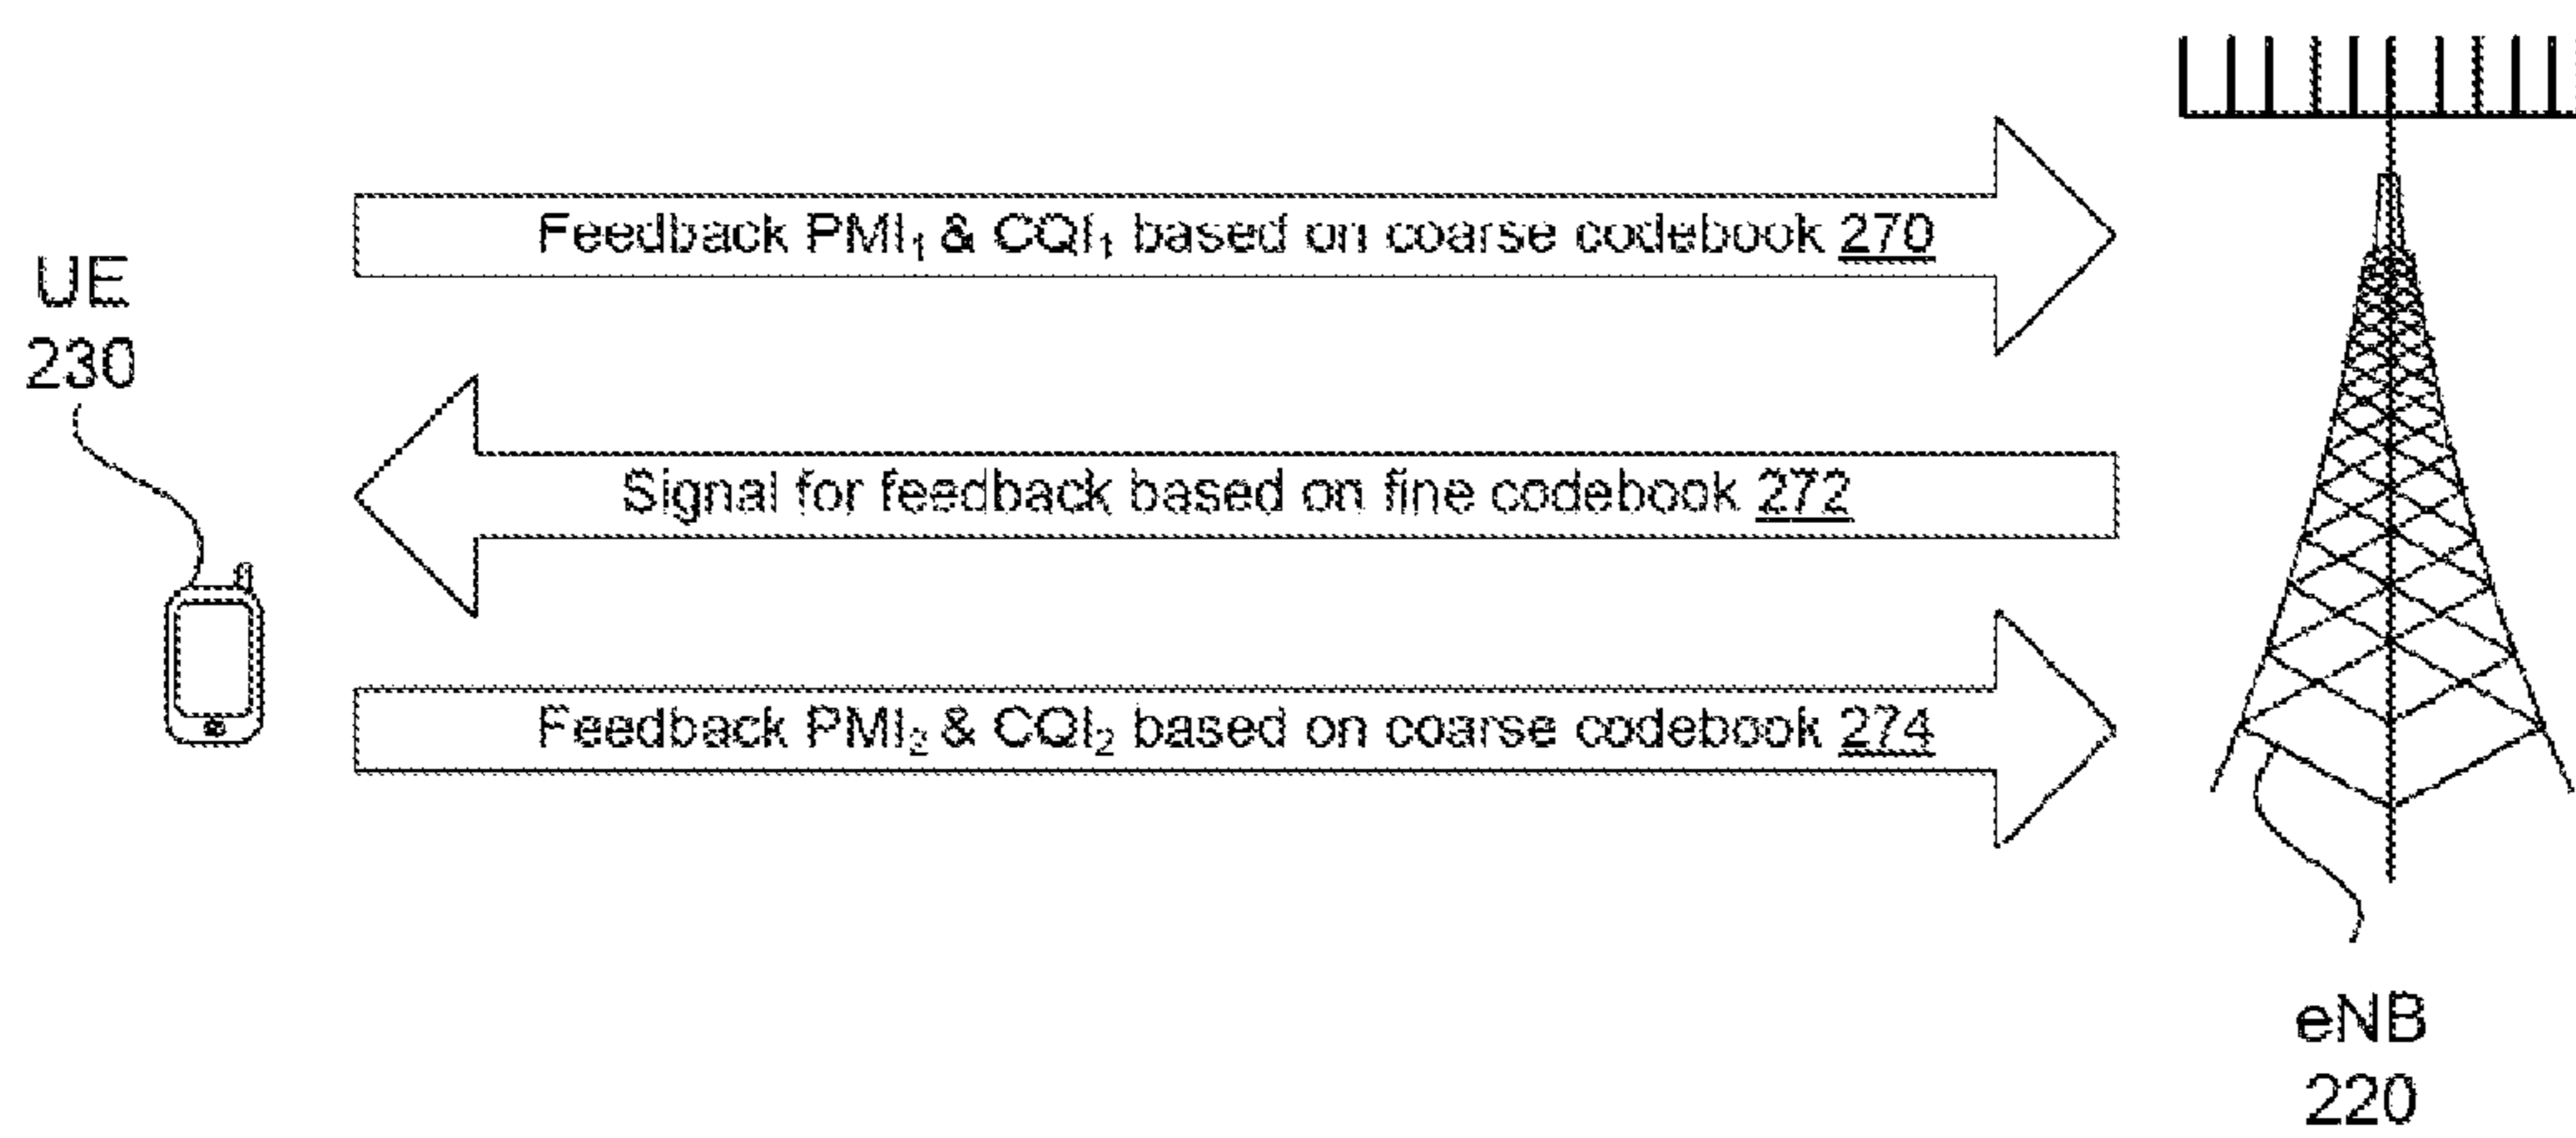 Feedback PMI₁ & CQI₁ based on coarse codebook 270
UE
230
Signal for feedback based on fine codebook 272
Feedback PMI₂ & CQI₂ based on coarse codebook 274
eNB
220